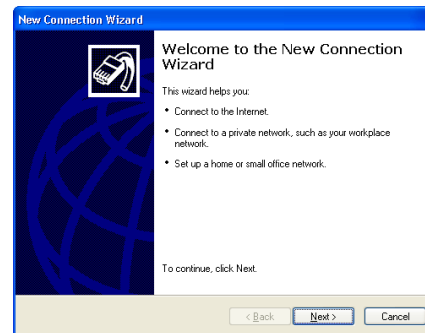 New Connection Wizard
Welcome to the New Connection
Wizard
This wizard helps you:
• Connect to the Internet.
• Connect to a private network, such as your workplace
network.
• Set up a home or small office network.
To continue, click Next.
< Back Next > Cancel